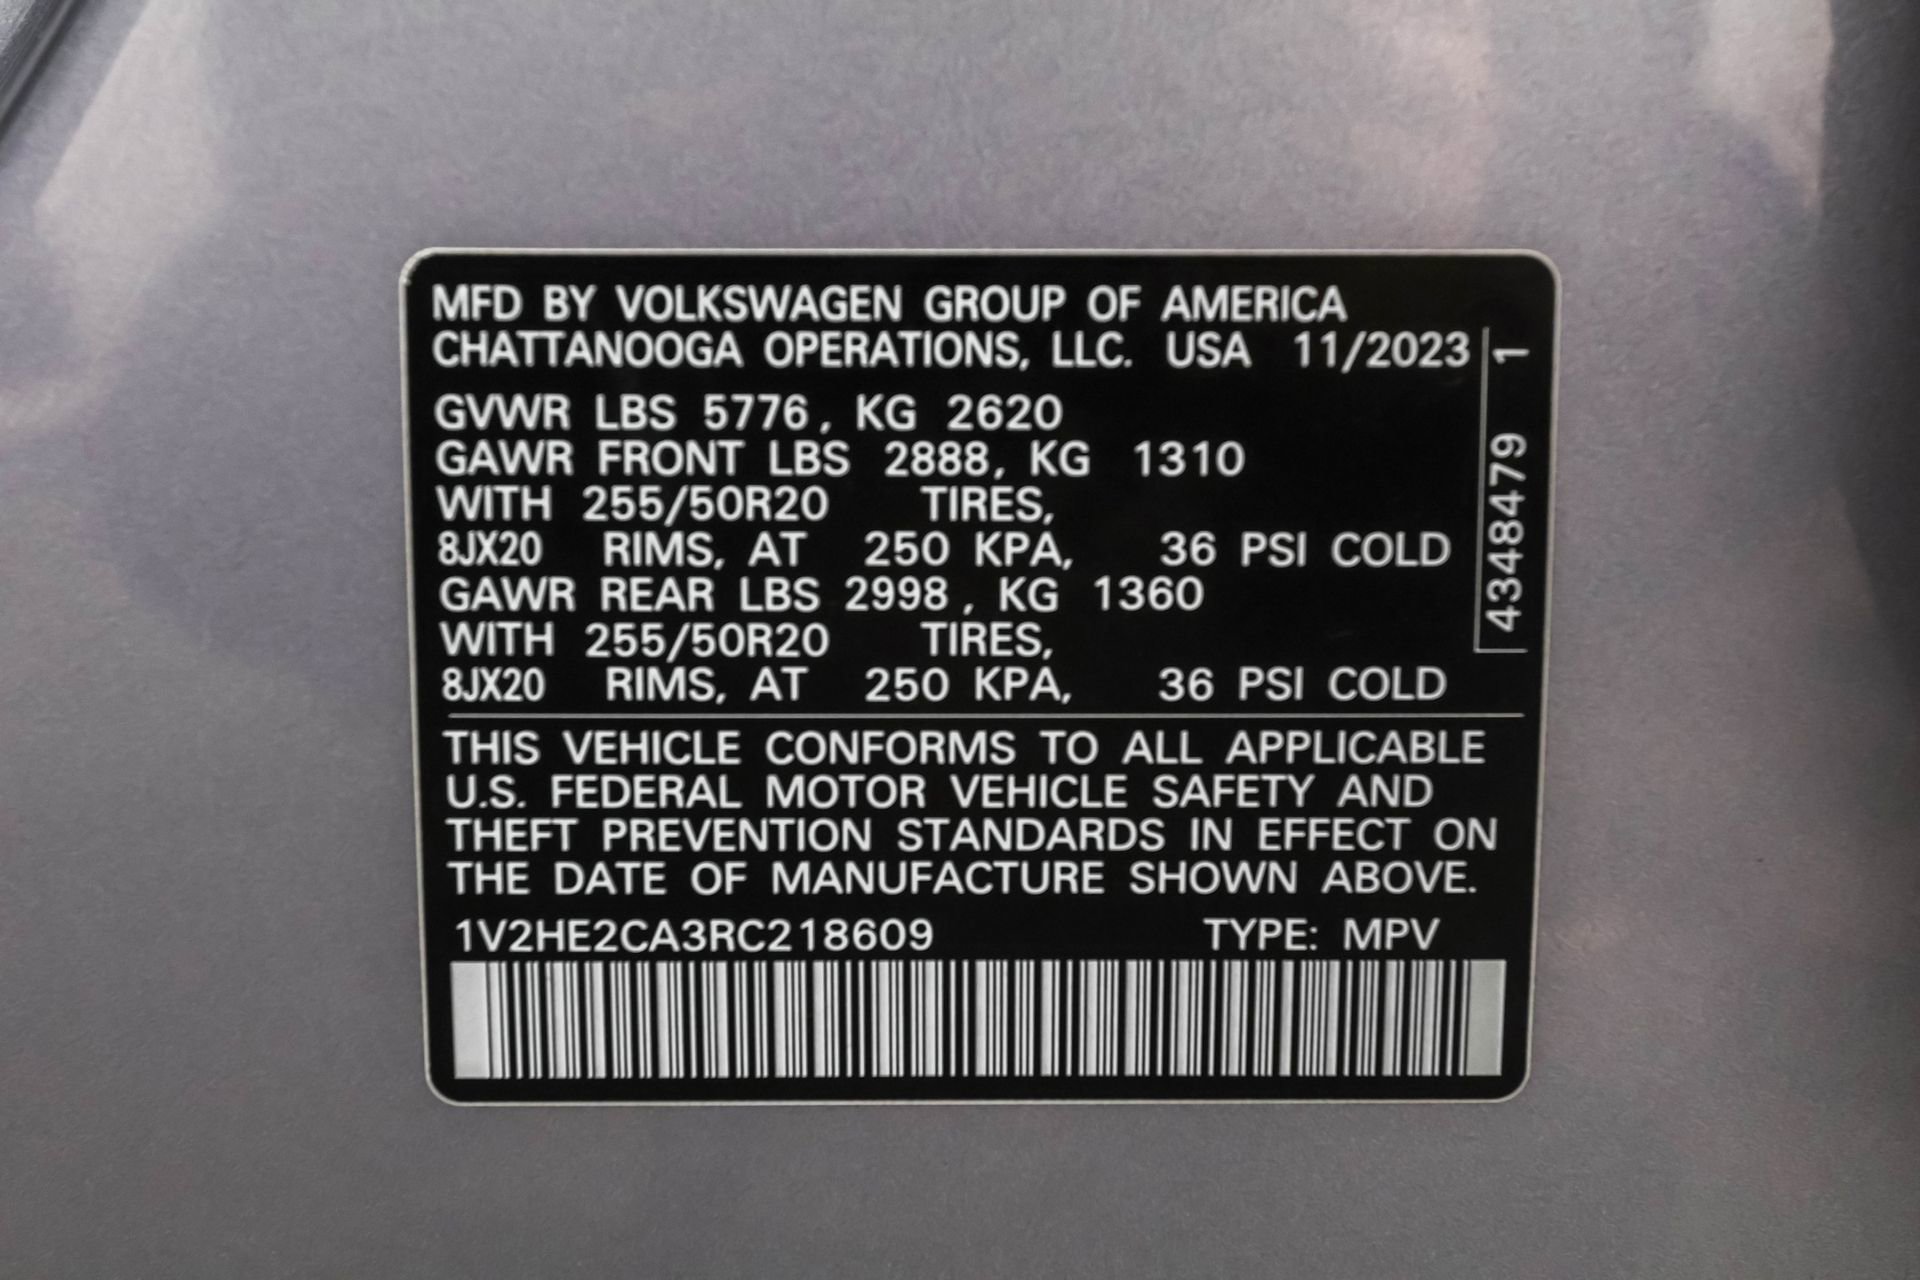 MFD BY VOLKSWAGEN GROUP OF AMERICA
CHATTANOOGA OPERATIONS, LLC. USA 11/2023
GVWR LBS 5776, KG 2620
GAWR FRONT LBS 2888, KG 1310
WITH 255/50R20 TIRES,
8JX20 RIMS, AT 250 KPA, 36 PSI COLD
GAWR REAR LBS 2998, KG 1360
WITH 255/50R20 TIRES,
8JX20 RIMS, AT 250 KPA, 36 PSI COLD
4348479 1
THIS VEHICLE CONFORMS TO ALL APPLICABLE
U.S. FEDERAL MOTOR VEHICLE SAFETY AND
THEFT PREVENTION STANDARDS IN EFFECT ON
THE DATE OF MANUFACTURE SHOWN ABOVE.
1V2HE2CA3RC218609 TYPE: MPV